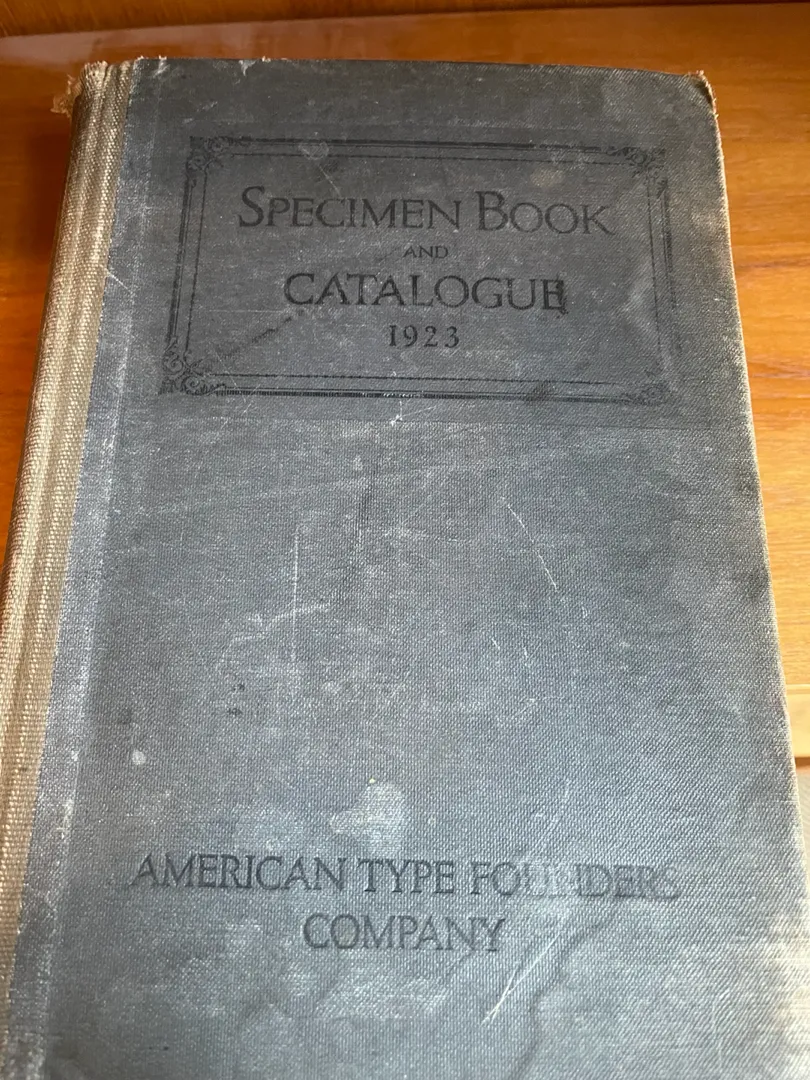 SPECIMEN BOOK
AND
CATALOGUE
1923
AMERICAN TYPE FOUNDERS
COMPANY